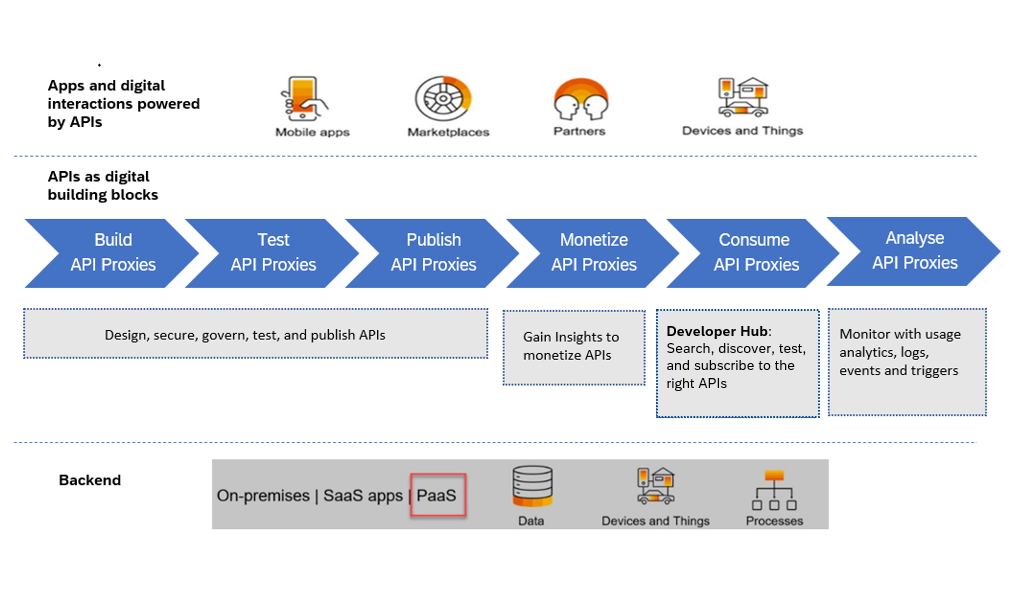 Apps and digital
interactions powered
by APIs
Mobile apps
Marketplaces
Partners
Devices and Things
APIs as digital
building blocks
Build
API Proxies
Test
API Proxies
Publish
API Proxies
Monetize
API Proxies
Consume
API Proxies
Analyse
API Proxies
Design, secure, govern, test, and publish APIs
Gain Insights to
monetize APIs
Developer Hub:
Search, discover, test,
and subscribe to the
right APIs
Monitor with usage
analytics, logs,
events and triggers
Backend
On-premises | SaaS apps | PaaS
Data
Devices and Things
Processes